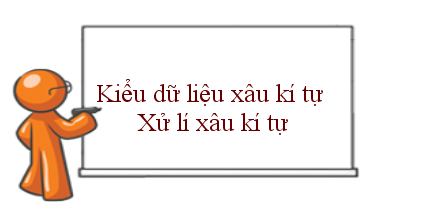 Kiểu dữ liệu xâu kí tự
Xử lí xâu kí tự